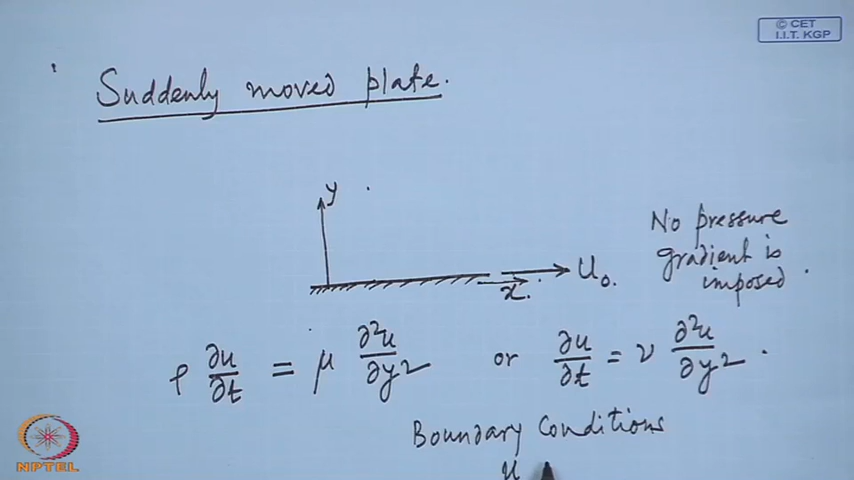 © CET
I.I.T. KGP
Suddenly moved plate.
y
No pressure
gradient is
imposed.
U₀.
x.
ρ ∂u/∂t = μ ∂²u/∂y² or ∂u/∂t = ν ∂²u/∂y².
Boundary Conditions
u
NPTEL